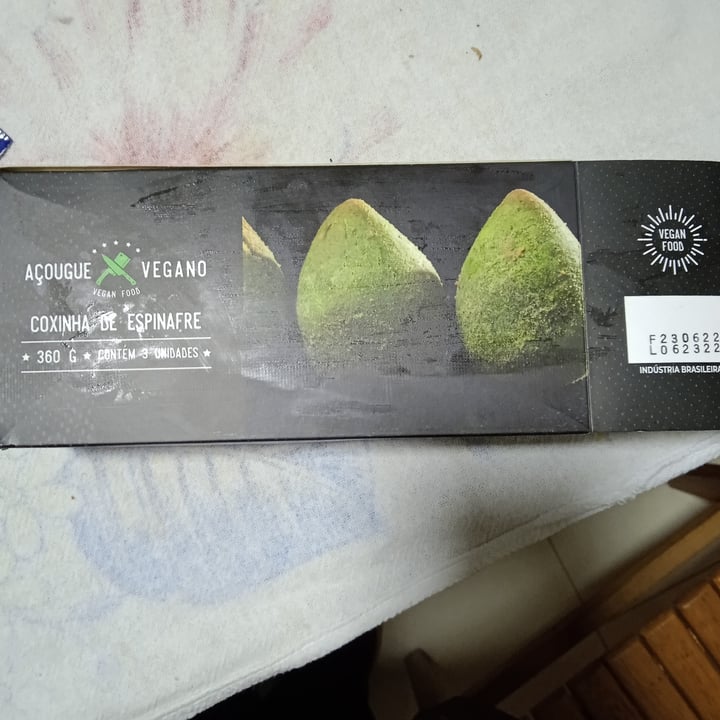 AÇOUGUE VEGANO
VEGAN FOOD
COXINHA DE ESPINAFRE
★ 360 G ★ CONTÉM 3 UNIDADES ★
VEGAN
FOOD
F230622
L062322
INDÚSTRIA BRASILEIRA